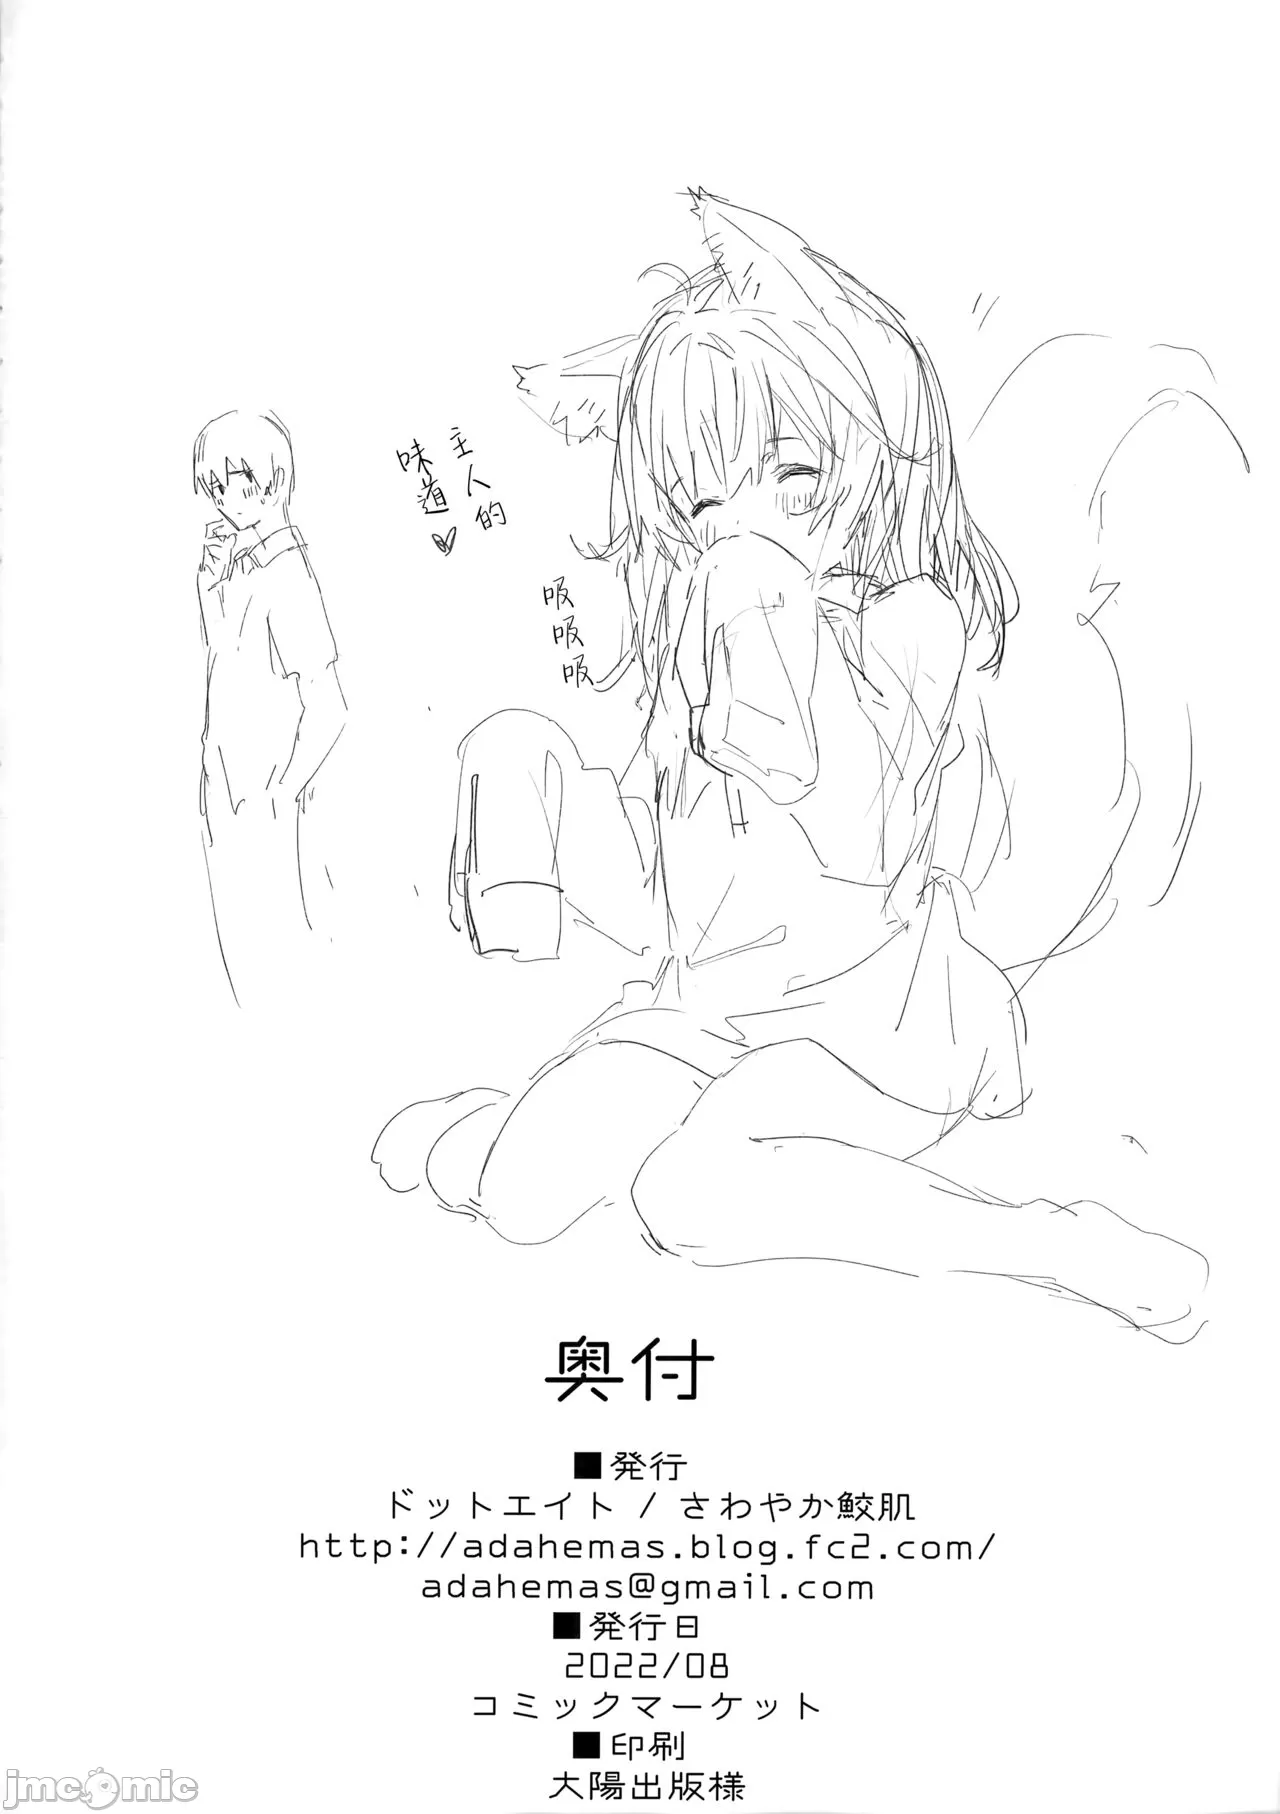 主人的
味道♥
吸吸吸
奥付
■発行
ドットエイト / さわやか鮫肌
http://adahemas.blog.fc2.com/
adahemas@gmail.com
■発行日
2022/08
コミックマーケット
■印刷
大陽出版様
jmcomic